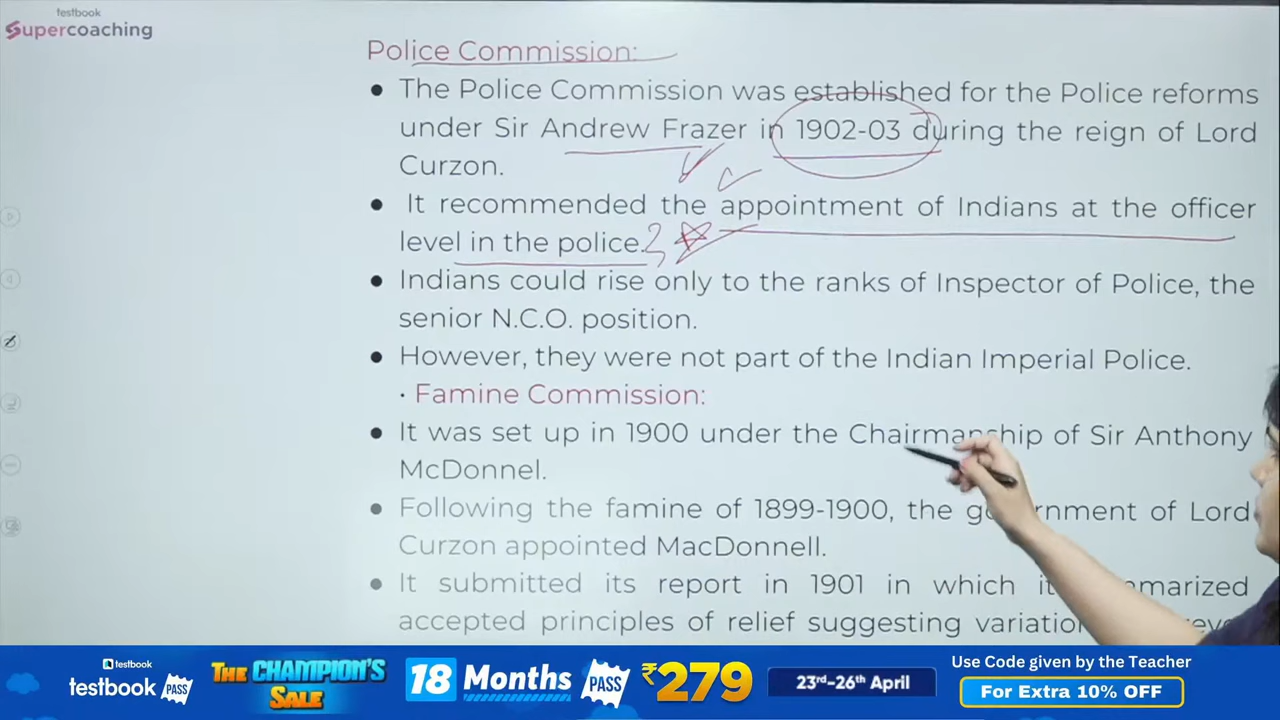 testbook
Supercoaching
Police Commission:
• The Police Commission was established for the Police reforms
under Sir Andrew Frazer in 1902-03 during the reign of Lord
Curzon.
• It recommended the appointment of Indians at the officer
level in the police.
• Indians could rise only to the ranks of Inspector of Police, the
senior N.C.O. position.
• However, they were not part of the Indian Imperial Police.
· Famine Commission:
• It was set up in 1900 under the Chairmanship of Sir Anthony
McDonnel.
• Following the famine of 1899-1900, the government of Lord
Curzon appointed MacDonnell.
• It submitted its report in 1901 in which
accepted principles of relief suggesting
testbook
testbook PASS
THE CHAMPION'S
SALE
18 Months
PASS
₹279
23rd-26th April
Use Code given by the Teacher
For Extra 10% OFF